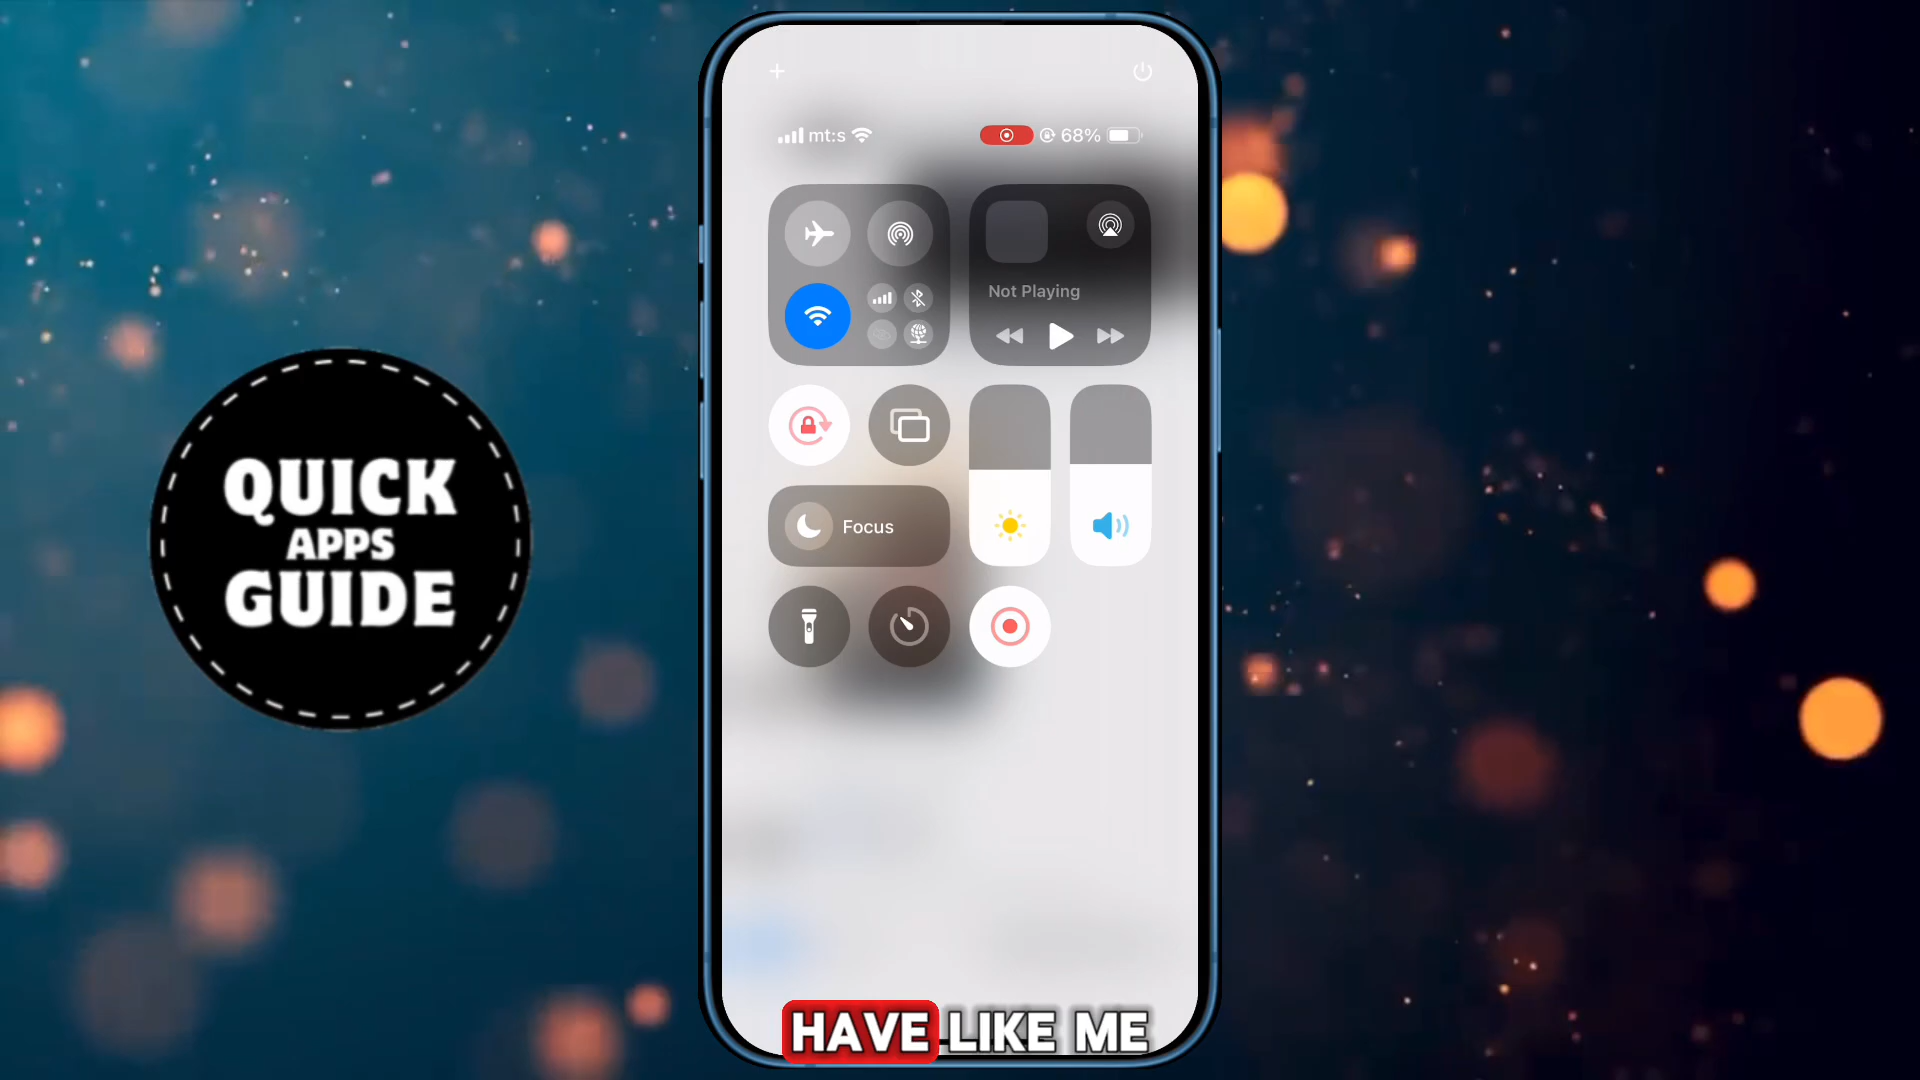 mt:s
68%
Not Playing
Focus
QUICK
APPS
GUIDE
HAVE LIKE ME